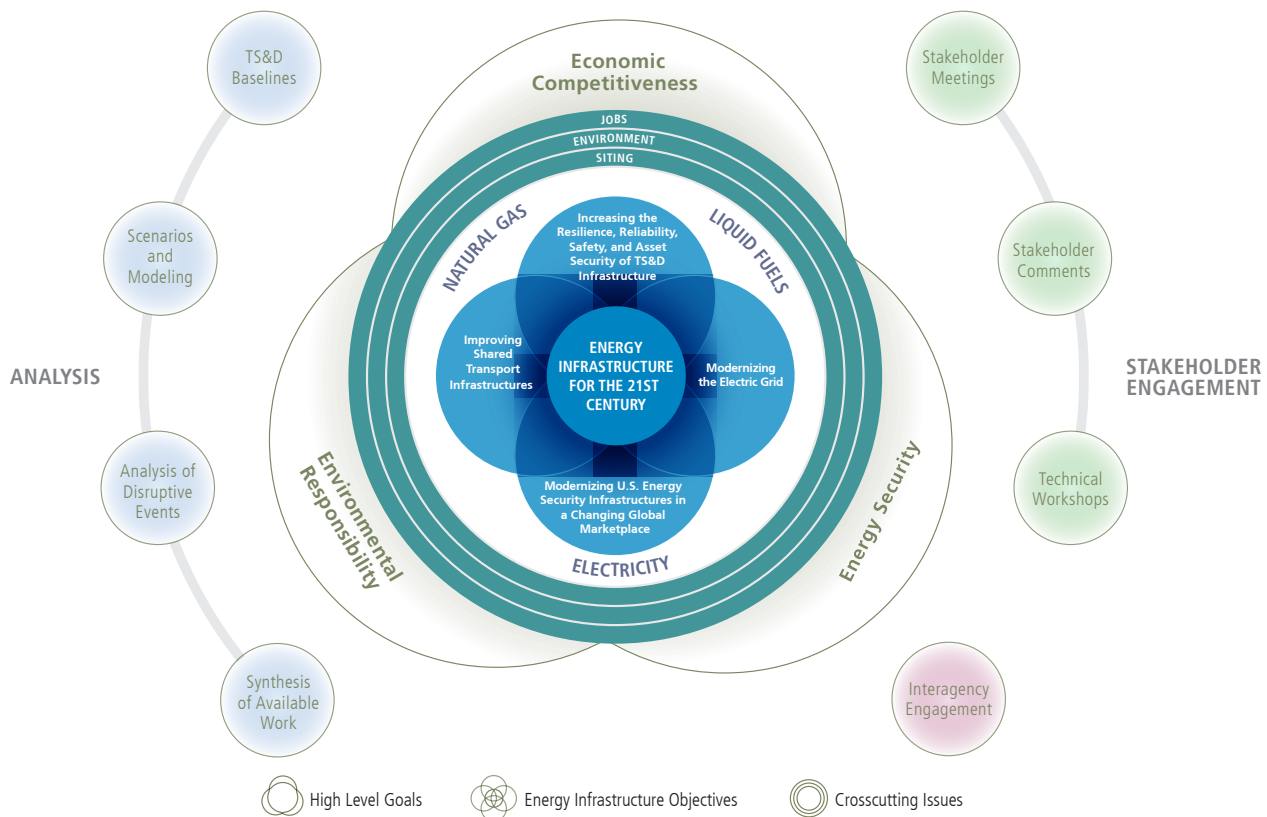 TS&D
Baselines
Scenarios
and
Modeling
ANALYSIS
Analysis of
Disruptive
Events
Synthesis
of Available
Work
Economic
Competitiveness
JOBS
ENVIRONMENT
SITING
NATURAL GAS
LIQUID FUELS
Increasing the
Resilience, Reliability,
Safety, and Asset
Security of TS&D
Infrastructure
Improving
Shared
Transport
Infrastructures
ENERGY
INFRASTRUCTURE
FOR THE 21ST
CENTURY
Modernizing
the Electric Grid
Modernizing U.S. Energy
Security Infrastructures in
a Changing Global
Marketplace
ELECTRICITY
Environmental
Responsibility
Energy Security
Stakeholder
Meetings
Stakeholder
Comments
STAKEHOLDER
ENGAGEMENT
Technical
Workshops
Interagency
Engagement
High Level Goals
Energy Infrastructure Objectives
Crosscutting Issues